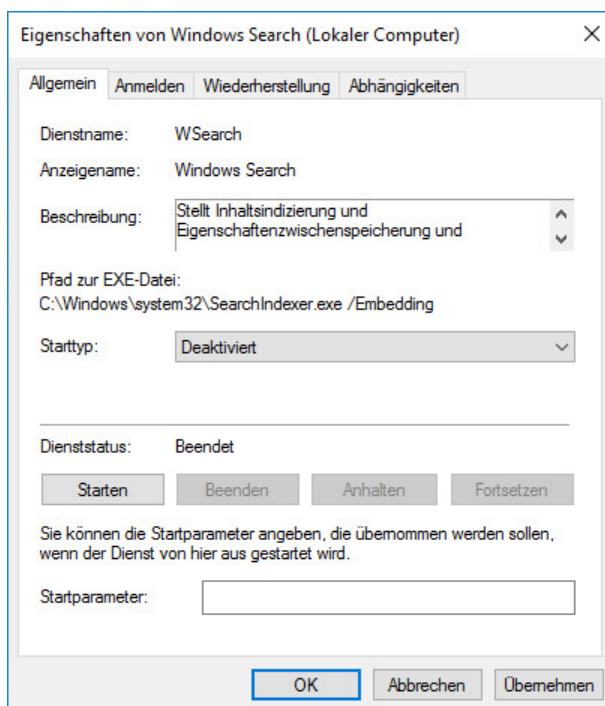 Eigenschaften von Windows Search (Lokaler Computer)
Allgemein Anmelden Wiederherstellung Abhängigkeiten
Dienstname: WSearch
Anzeigename: Windows Search
Beschreibung: Stellt Inhaltsindizierung und
Eigenschaftenzwischenspeicherung und
Pfad zur EXE-Datei:
C:\Windows\system32\SearchIndexer.exe /Embedding
Starttyp: Deaktiviert
Dienststatus: Beendet
Starten Beenden Anhalten Fortsetzen
Sie können die Startparameter angeben, die übernommen werden sollen,
wenn der Dienst von hier aus gestartet wird.
Startparameter:
OK Abbrechen Übernehmen